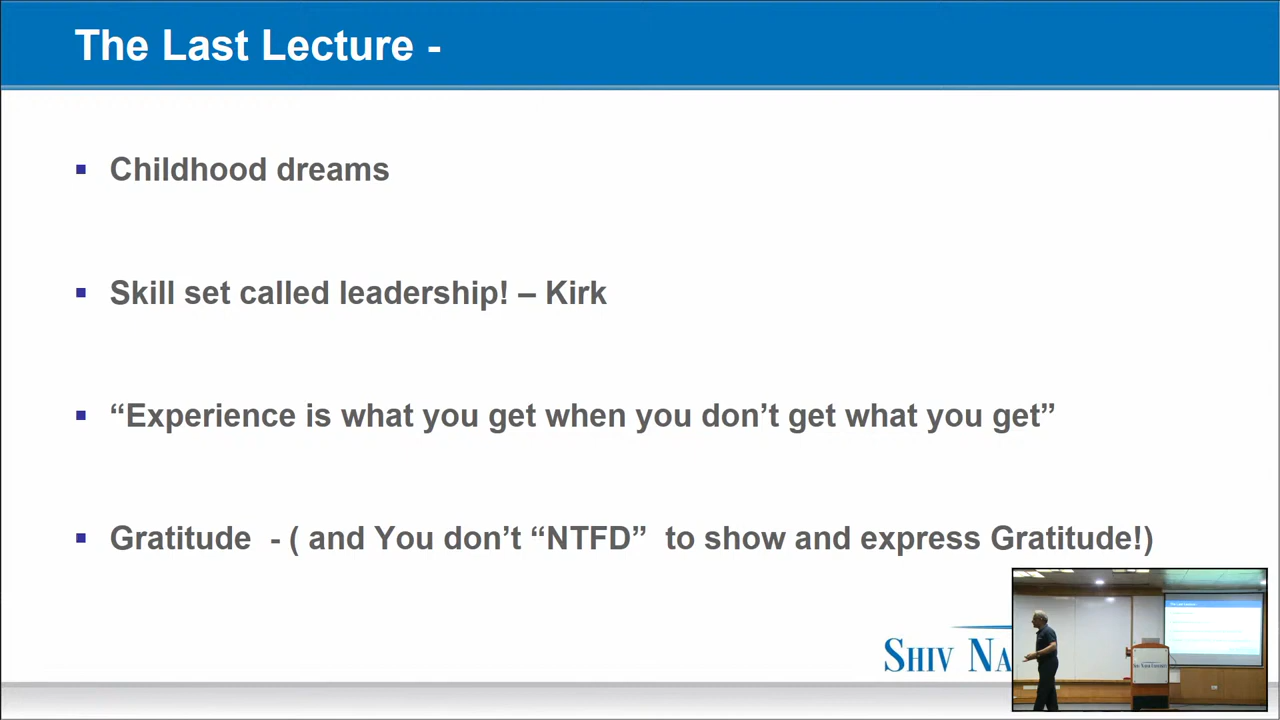 The Last Lecture -
▪ Childhood dreams
▪ Skill set called leadership! – Kirk
▪ “Experience is what you get when you don’t get what you get”
▪ Gratitude - ( and You don’t “NTFD” to show and express Gratitude!)
SHIV NA